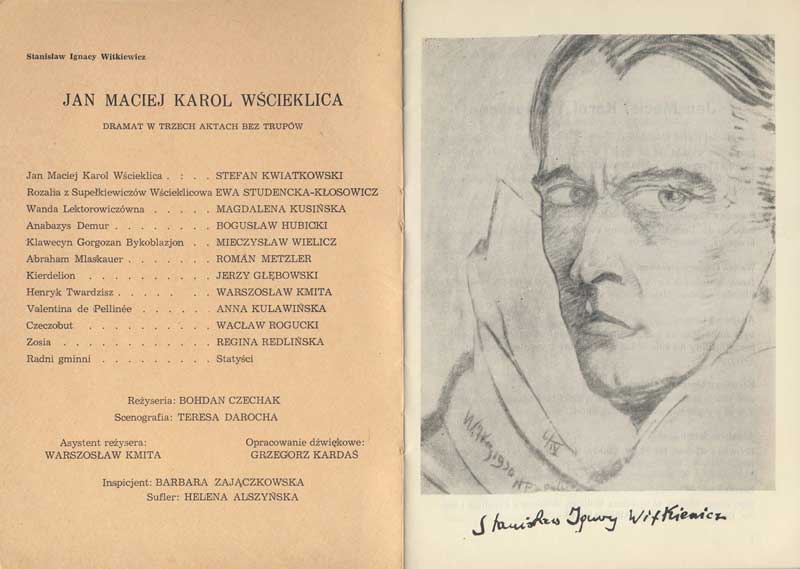 Stanisław Ignacy Witkiewicz
JAN MACIEJ KAROL WŚCIEKLICA
DRAMAT W TRZECH AKTACH BEZ TRUPÓW
Jan Maciej Karol Wścieklica . : . . STEFAN KWIATKOWSKI
Rozalia z Supełkiewiczów Wścieklicowa EWA STUDENCKA-KŁOSOWICZ
Wanda Lektorowiczówna . . . . . MAGDALENA KUSIŃSKA
Anabazys Demur . . . . . . . . BOGUSŁAW HUBICKI
Klawecyn Gorgozan Bykoblazjon . . MIECZYSŁAW WIELICZ
Abraham Mlaskauer . . . . . . . ROMAN METZLER
Kierdelion . . . . . . . . . . JERZY GŁĘBOWSKI
Henryk Twardzisz . . . . . . . WARSZOSŁAW KMITA
Valentina de Pellinée . . . . . . ANNA KULAWIŃSKA
Czeczobut . . . . . . . . . WACŁAW ROGUCKI
Zosia . . . . . . . . . . . REGINA REDLIŃSKA
Radni gminni . . . . . . . . Statyści
Reżyseria: BOHDAN CZECHAK
Scenografia: TERESA DAROCHA
Asystent reżysera:
WARSZOSŁAW KMITA
Opracowanie dźwiękowe:
GRZEGORZ KARDAŚ
Inspicjent: BARBARA ZAJĄCZKOWSKA
Sufler: HELENA ALSZYŃSKA
Witkacy 1930
Stanisław Ignacy Witkiewicz